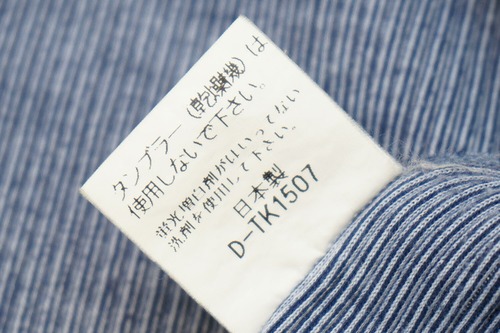 タンブラー(乾燥機)は
使用しないで下さい。
蛍光増白剤がはいってない
洗剤を使用して下さい。
日本製
D-TK1507